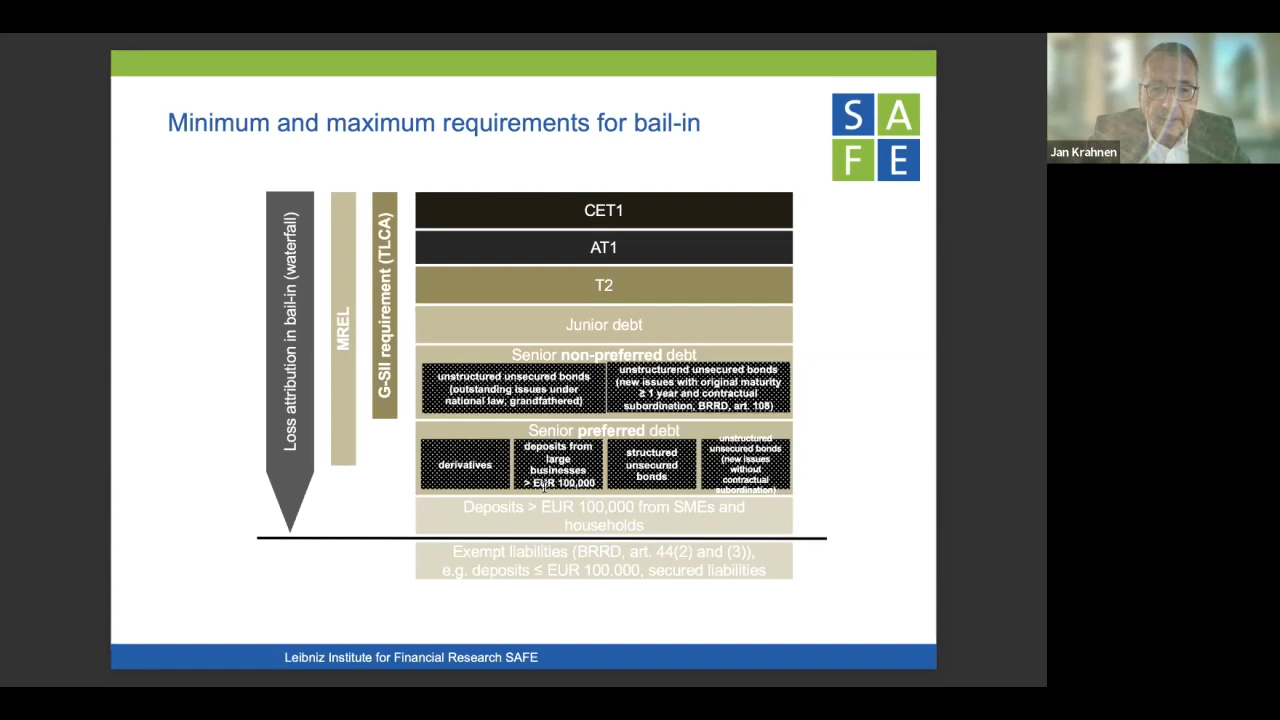 Minimum and maximum requirements for bail-in
S A
F E
Jan Krahnen
Loss attribution in bail-in (waterfall)
MREL
G-SII requirement (TLCA)
CET1
AT1
T2
Junior debt
Senior non-preferred debt
unstructured unsecured bonds
(outstanding issues under
national law, grandfathered)
unstructurend unsecured bonds
(new issues with original maturity
≥ 1 year and contractual
subordination, BRRD, art. 108)
Senior preferred debt
derivatives
deposits from
large
businesses
> EUR 100,000
structured
unsecured
bonds
unstructured
unsecured bonds
(new issues
without
contractual
subordination)
Deposits > EUR 100,000 from SMEs and
households
Exempt liabilities (BRRD, art. 44(2) and (3)),
e.g. deposits ≤ EUR 100.000, secured liabilities
Leibniz Institute for Financial Research SAFE